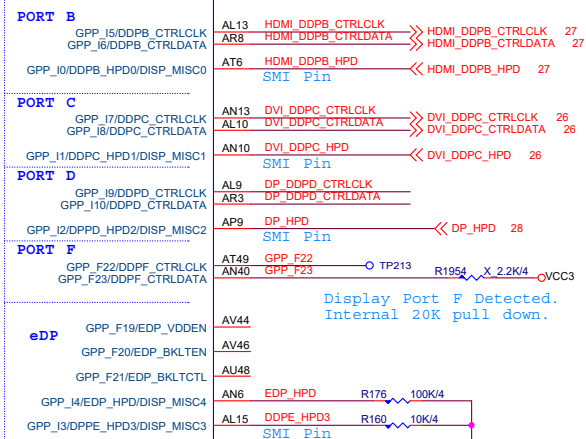 PORT B
GPP_I5/DDPB_CTRLCLK AL13 HDMI_DDPB_CTRLCLK HDMI_DDPB_CTRLCLK 27
GPP_I6/DDPB_CTRLDATA AR8 HDMI_DDPB_CTRLDATA HDMI_DDPB_CTRLDATA 27
GPP_I0/DDPB_HPD0/DISP_MISC0 AT6 HDMI_DDPB_HPD HDMI_DDPB_HPD 27
SMI Pin
PORT C
GPP_I7/DDPC_CTRLCLK AN13 DVI_DDPC_CTRLCLK DVI_DDPC_CTRLCLK 26
GPP_I8/DDPC_CTRLDATA AL10 DVI_DDPC_CTRLDATA DVI_DDPC_CTRLDATA 26
GPP_I1/DDPC_HPD1/DISP_MISC1 AN10 DVI_DDPC_HPD DVI_DDPC_HPD 26
SMI Pin
PORT D
GPP_I9/DDPD_CTRLCLK AL9 DP_DDPD_CTRLCLK
GPP_I10/DDPD_CTRLDATA AR3 DP_DDPD_CTRLDATA
GPP_I2/DPPD_HPD2/DISP_MISC2 AP9 DP_HPD DP_HPD 28
SMI Pin
PORT F
GPP_F22/DDPF_CTRLCLK AT49 GPP_F22 TP213
GPP_F23/DDPF_CTRLDATA AN40 GPP_F23 R1954 X_2.2K/4 VCC3
Display Port F Detected.
Internal 20K pull down.
eDP
GPP_F19/EDP_VDDEN AV44
GPP_F20/EDP_BKLTEN AV46
GPP_F21/EDP_BKLTCTL AU48
GPP_I4/EDP_HPD/DISP_MISC4 AN6 EDP_HPD R176 100K/4
GPP_I3/DPPE_HPD3/DISP_MISC3 AL15 DDPE_HPD3 R160 10K/4
SMI Pin